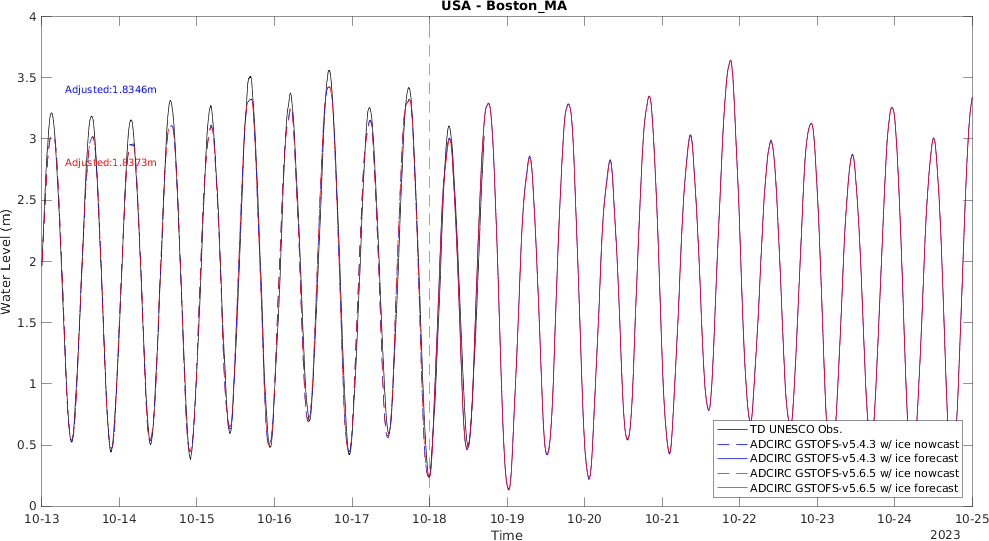 USA - Boston_MA
4
3.5
3
2.5
2
1.5
1
0.5
0
Water Level (m)
Adjusted:1.8346m
Adjusted:1.8373m
TD UNESCO Obs.
ADCIRC GSTOFS-v5.4.3 w/ ice nowcast
ADCIRC GSTOFS-v5.4.3 w/ ice forecast
ADCIRC GSTOFS-v5.6.5 w/ ice nowcast
ADCIRC GSTOFS-v5.6.5 w/ ice forecast
10-13 10-14 10-15 10-16 10-17 10-18 10-19 10-20 10-21 10-22 10-23 10-24 10-25
Time
2023